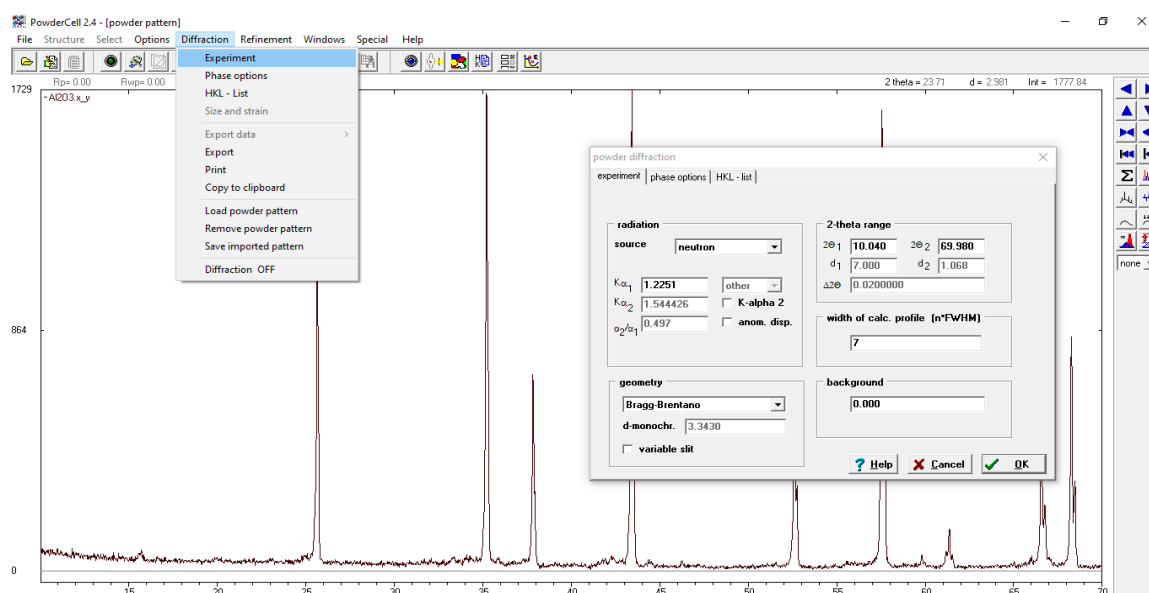 PowderCell 2.4 - [powder pattern]
File Structure Select Options Diffraction Refinement Windows Special Help
Rp= 0.00 Rwp= 0.00 2 theta = 23.71 d = 2.981 Int = 1777.84
1729
864
0
-Al2O3.x_y
Experiment
Phase options
HKL - List
Size and strain
Export data
Export
Print
Copy to clipboard
Load powder pattern
Remove powder pattern
Save imported pattern
Diffraction OFF
powder diffraction
experiment phase options HKL - list
radiation
source neutron
Kα1 1.2251 other
Kα2 1.544426 K-alpha 2
α2/α1 0.497 anom. disp.
2-theta range
2Θ1 10.040 2Θ2 69.980
d1 7.000 d2 1.068
Δ2Θ 0.0200000
width of calc. profile (n*FWHM)
7
geometry
Bragg-Brentano
d-monochr. 3.3430
variable slit
background
0.000
? Help Cancel OK
none
15 20 25 30 35 40 45 50 55 60 65 70